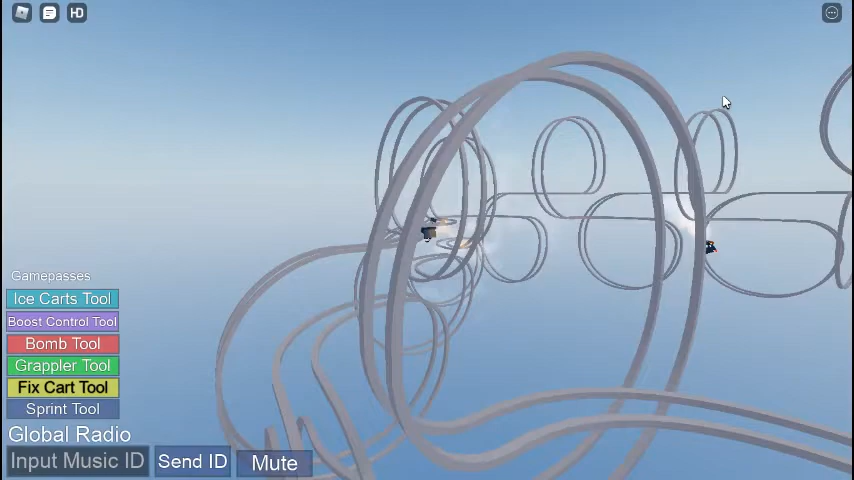 HD
Gamepasses
Ice Carts Tool
Boost Control Tool
Bomb Tool
Grappler Tool
Fix Cart Tool
Sprint Tool
Global Radio
Input Music ID
Send ID
Mute